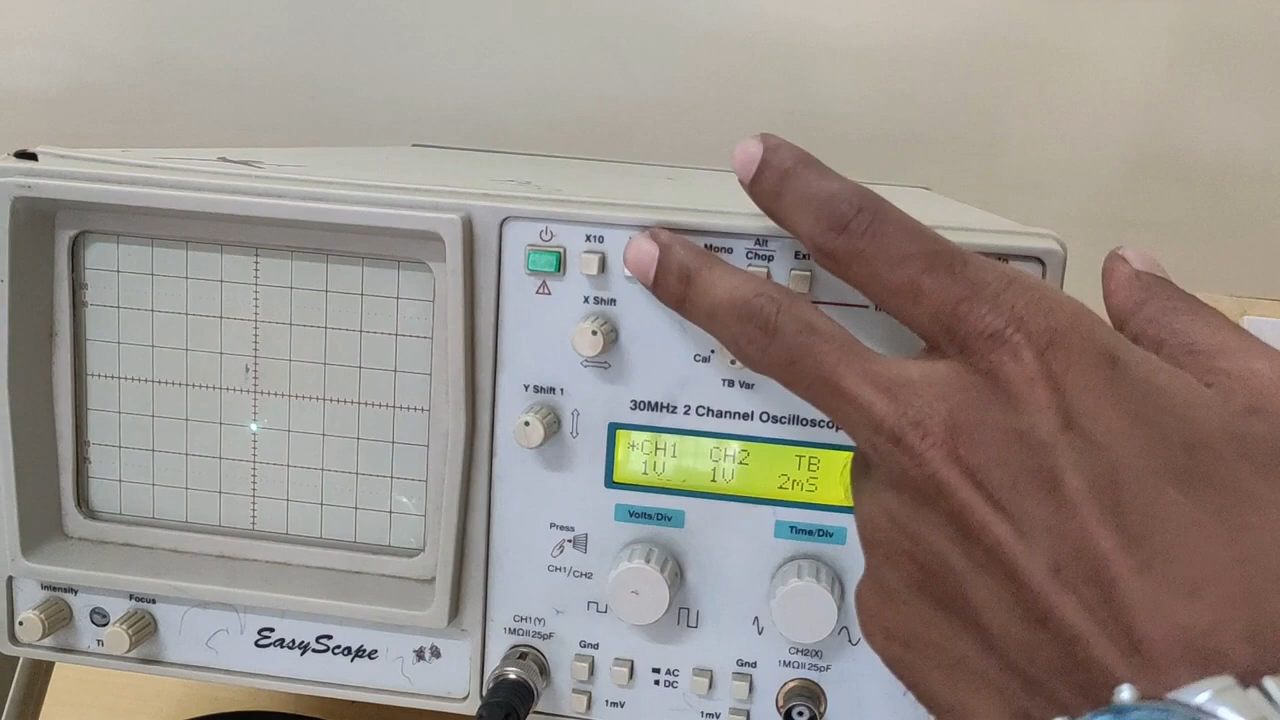 X10
Mono
Alt
Chop
X Shift
Cal
TB Var
Y Shift 1
30MHz 2 Channel
*CH1 CH2 TB
1V 1V 2mS
Volts/Div
Time/Div
Press
CH1/CH2
Intensity
Focus
EasyScope
CH1(Y)
1MΩII25pF
Gnd
AC
DC
1mV
CH2(X)
1MΩII25pF
Gnd
1mV